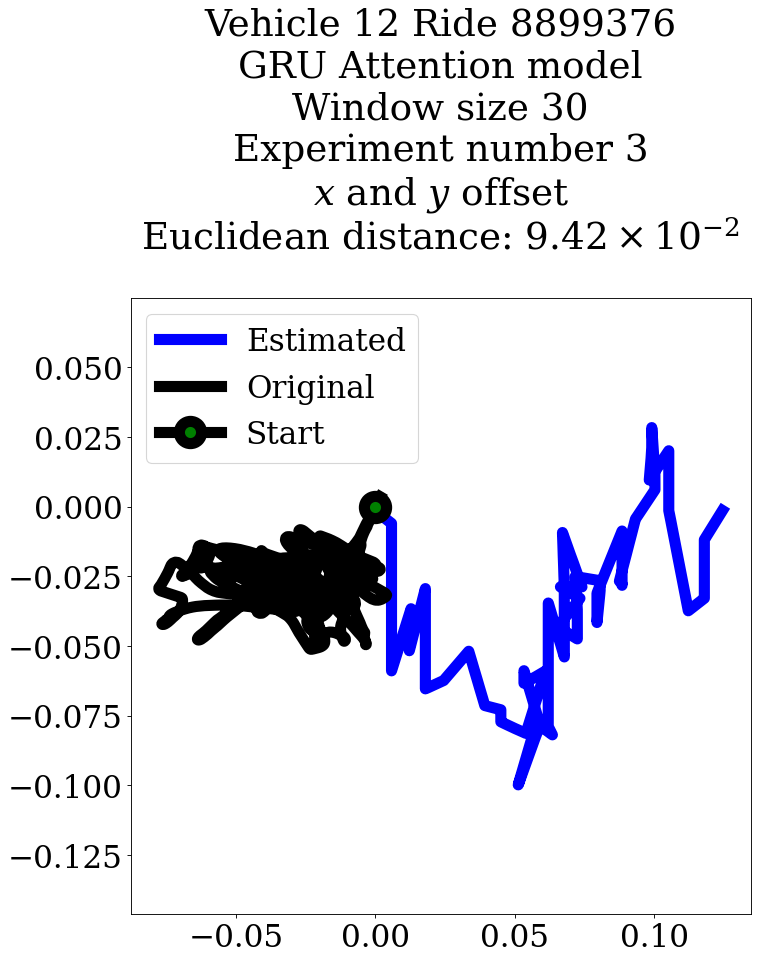 Vehicle 12 Ride 8899376
GRU Attention model
Window size 30
Experiment number 3
x and y offset
Euclidean distance: 9.42 × 10⁻²
Estimated
Original
Start
0.050
0.025
0.000
−0.025
−0.050
−0.075
−0.100
−0.125
−0.05 0.00 0.05 0.10